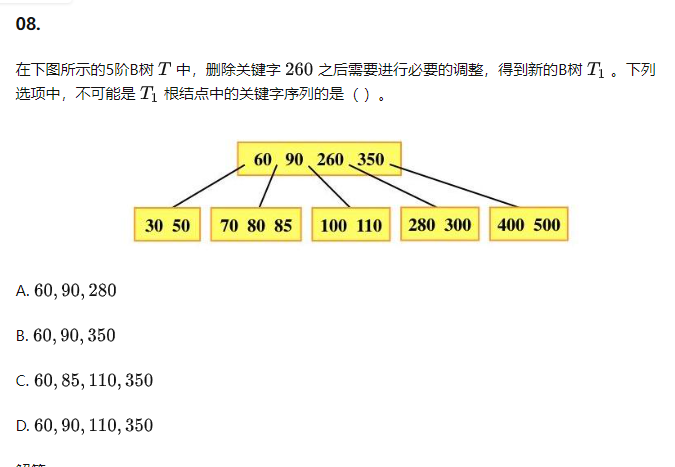 08.
在下图所示的5阶B树 T 中，删除关键字 260 之后需要进行必要的调整，得到新的B树 T₁ 。下列
选项中，不可能是 T₁ 根结点中的关键字序列的是（ ）。
60 90 260 350
30 50 70 80 85 100 110 280 300 400 500
A. 60, 90, 280
B. 60, 90, 350
C. 60, 85, 110, 350
D. 60, 90, 110, 350